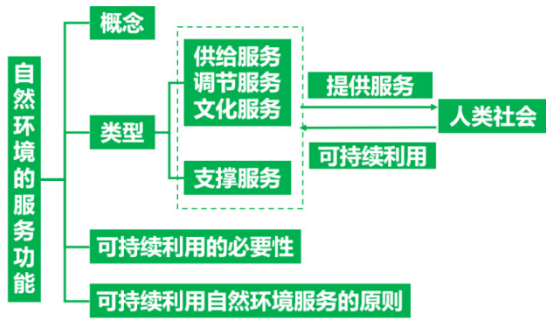 自然环境的服务功能
概念
类型
供给服务
调节服务
文化服务
支撑服务
提供服务
可持续利用
人类社会
可持续利用的必要性
可持续利用自然环境服务的原则